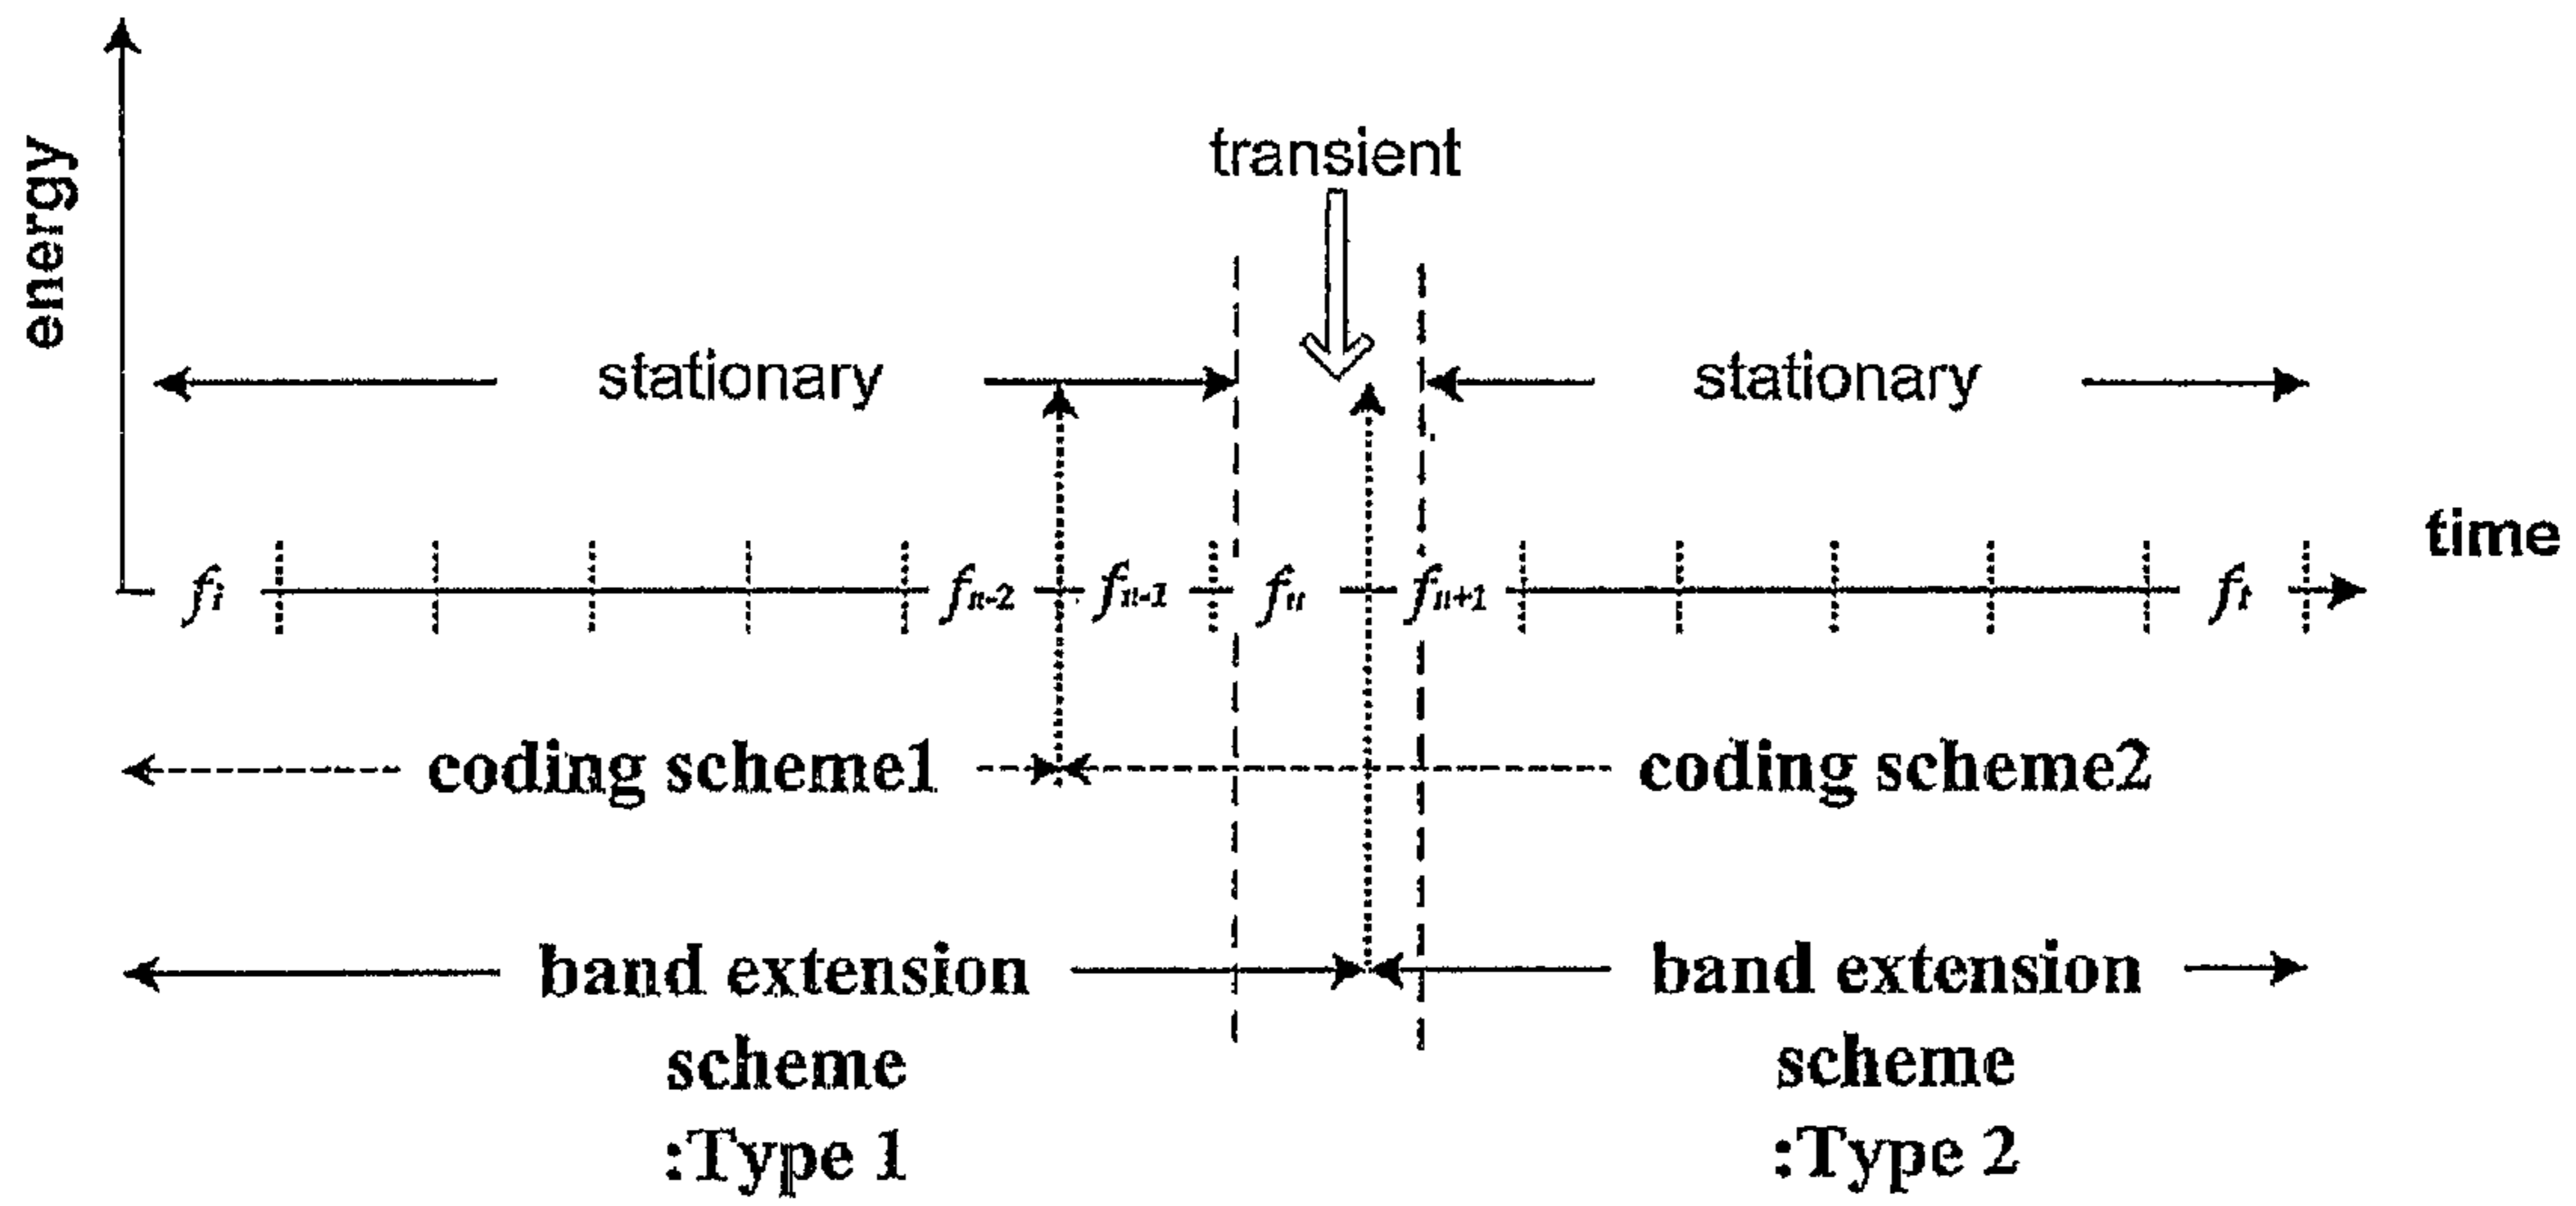 energy
transient
stationary
stationary
time
fi fn-2 fn-1 fn fn+1 ft
coding scheme1
coding scheme2
band extension
scheme
:Type 1
band extension
scheme
:Type 2